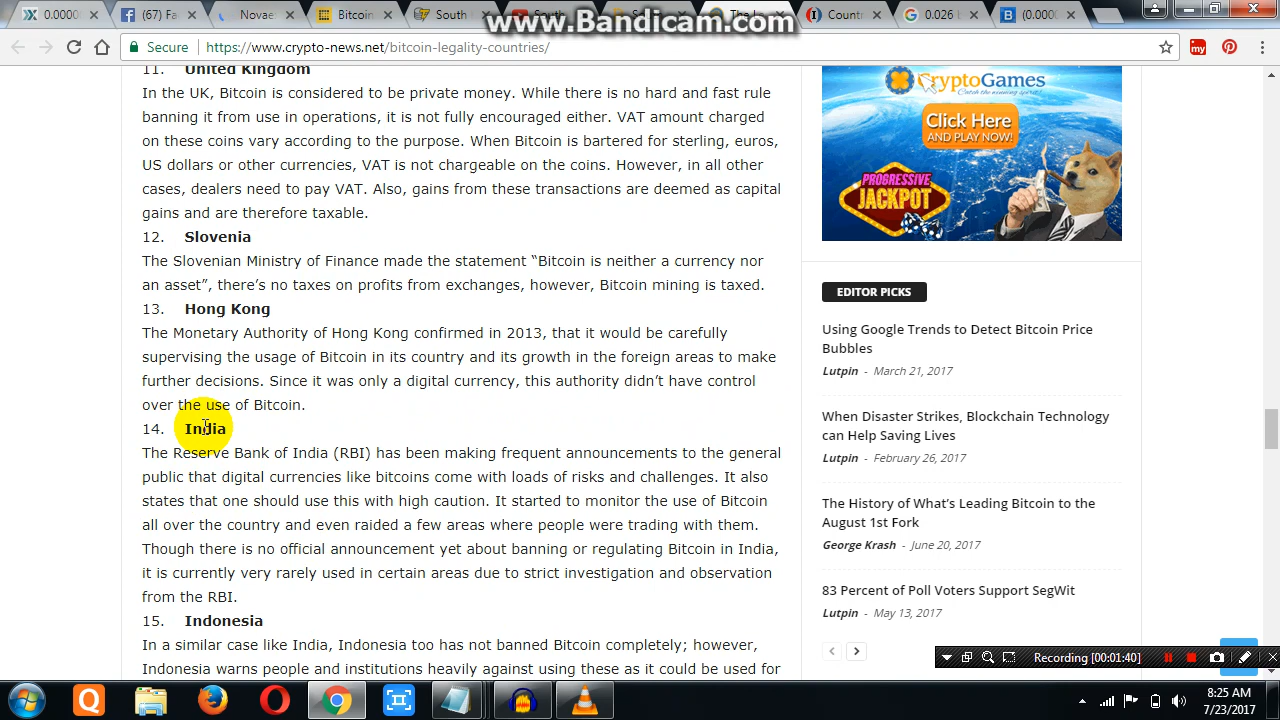 0.0000
(67) Fa
Novae
Bitcoin
So
South
The L
Countr
0.026
(0.0000
www.Bandicam.com
Secure
https://www.crypto-news.net/bitcoin-legality-countries/
my
11. United Kingdom
In the UK, Bitcoin is considered to be private money. While there is no hard and fast rule
banning it from use in operations, it is not fully encouraged either. VAT amount charged
on these coins vary according to the purpose. When Bitcoin is bartered for sterling, euros,
US dollars or other currencies, VAT is not chargeable on the coins. However, in all other
cases, dealers need to pay VAT. Also, gains from these transactions are deemed as capital
gains and are therefore taxable.
12. Slovenia
The Slovenian Ministry of Finance made the statement “Bitcoin is neither a currency nor
an asset”, there’s no taxes on profits from exchanges, however, Bitcoin mining is taxed.
13. Hong Kong
The Monetary Authority of Hong Kong confirmed in 2013, that it would be carefully
supervising the usage of Bitcoin in its country and its growth in the foreign areas to make
further decisions. Since it was only a digital currency, this authority didn’t have control
over the use of Bitcoin.
14. India
The Reserve Bank of India (RBI) has been making frequent announcements to the general
public that digital currencies like bitcoins come with loads of risks and challenges. It also
states that one should use this with high caution. It started to monitor the use of Bitcoin
all over the country and even raided a few areas where people were trading with them.
Though there is no official announcement yet about banning or regulating Bitcoin in India,
it is currently very rarely used in certain areas due to strict investigation and observation
from the RBI.
15. Indonesia
In a similar case like India, Indonesia too has not banned Bitcoin completely; however,
Indonesia warns people and institutions heavily against using these as it could be used for
CryptoGames
Catch the winning Spirit!
Click Here
AND PLAY NOW!
PROGRESSIVE
JACKPOT
EDITOR PICKS
Using Google Trends to Detect Bitcoin Price
Bubbles
Lutpin - March 21, 2017
When Disaster Strikes, Blockchain Technology
can Help Saving Lives
Lutpin - February 26, 2017
The History of What’s Leading Bitcoin to the
August 1st Fork
George Krash - June 20, 2017
83 Percent of Poll Voters Support SegWit
Lutpin - May 13, 2017
Recording [00:01:40]
8:25 AM
7/23/2017